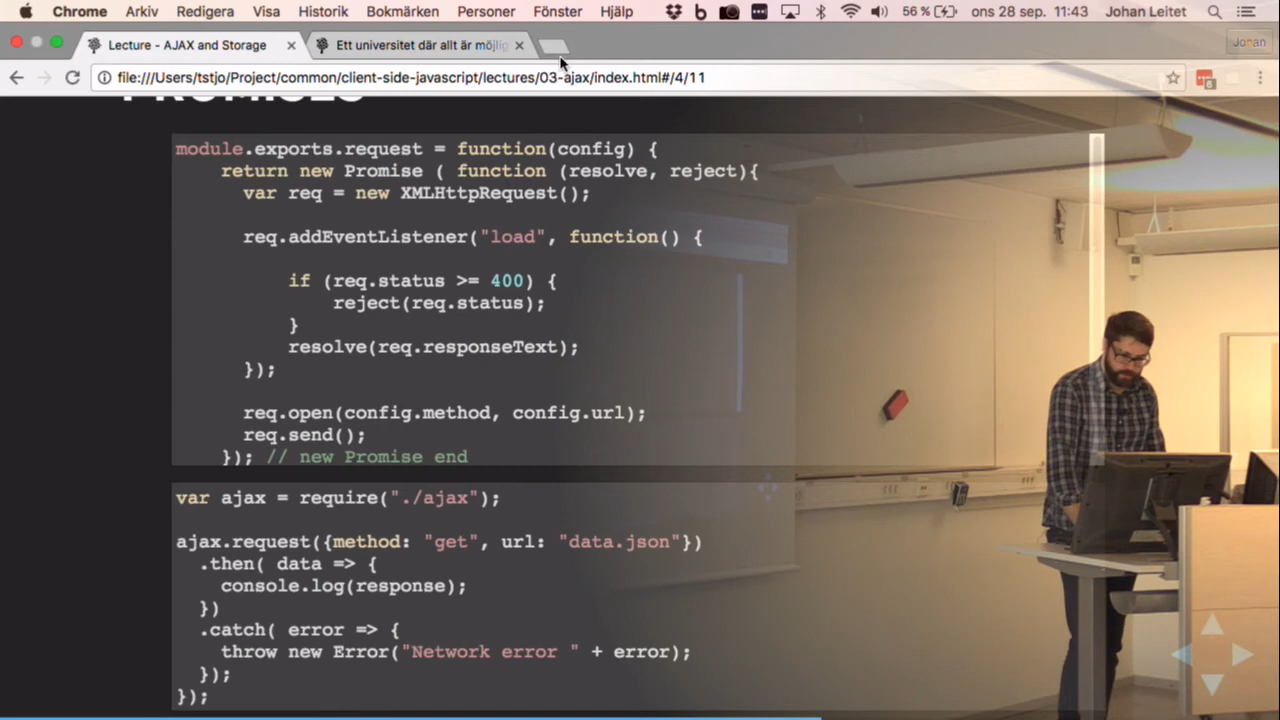 Chrome Arkiv Redigera Visa Historik Bokmärken Personer Fönster Hjälp 56 % ons 28 sep. 11:43 Johan Leitet
Lecture - AJAX and Storage × Ett universitet där allt är möjlig × Johan
file:///Users/tstjo/Project/common/client-side-javascript/lectures/03-ajax/index.html#/4/11
PROMISES
module.exports.request = function(config) {
return new Promise ( function (resolve, reject){
var req = new XMLHttpRequest();
req.addEventListener("load", function() {
if (req.status >= 400) {
reject(req.status);
}
resolve(req.responseText);
});
req.open(config.method, config.url);
req.send();
}); // new Promise end
var ajax = require("./ajax");
ajax.request({method: "get", url: "data.json"})
.then( data => {
console.log(response);
})
.catch( error => {
throw new Error("Network error " + error);
});
});